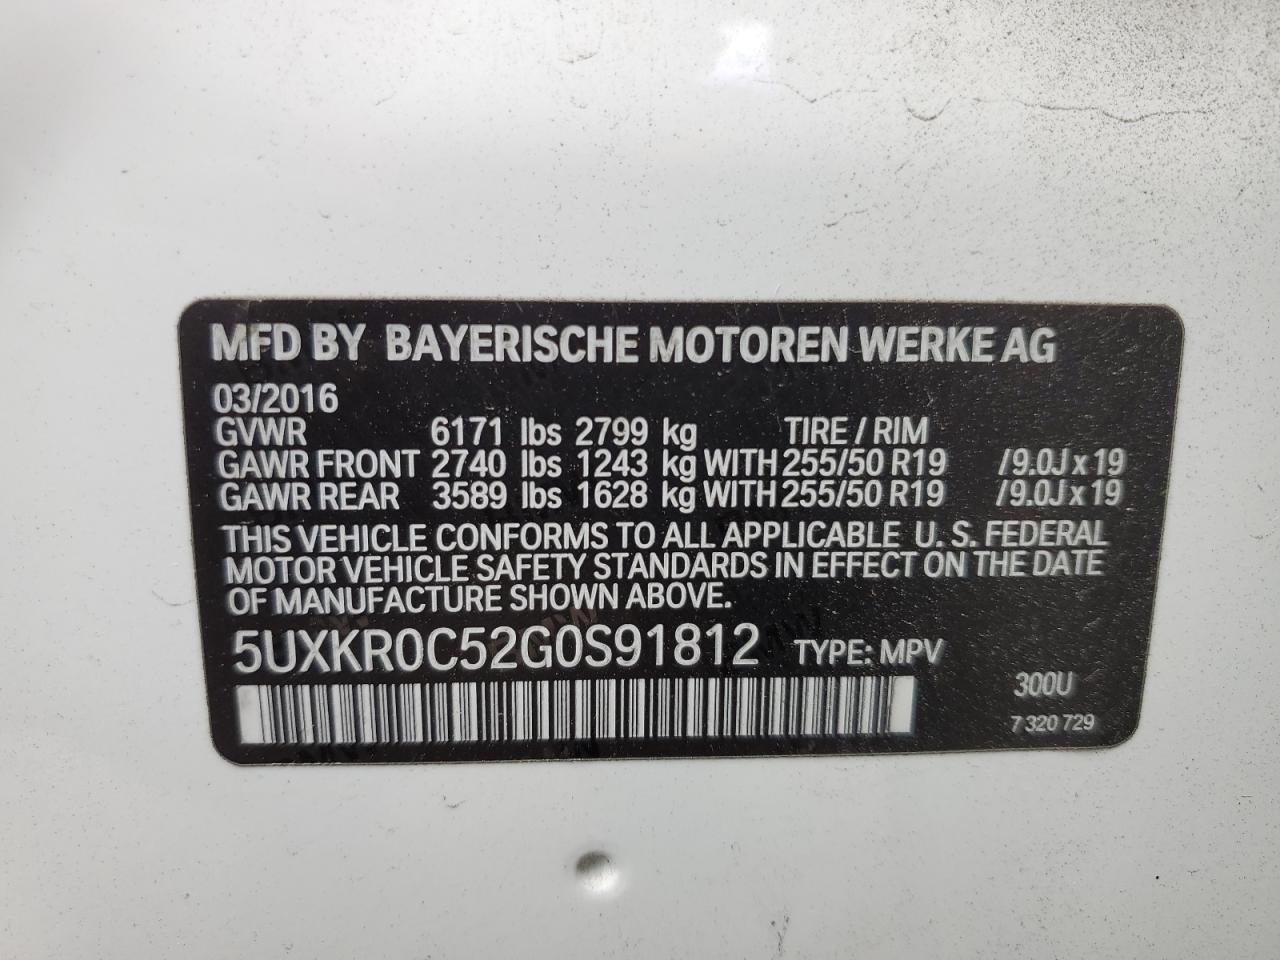 MFD BY BAYERISCHE MOTOREN WERKE AG
03/2016
GVWR 6171 lbs 2799 kg TIRE / RIM
GAWR FRONT 2740 lbs 1243 kg WITH 255/50 R19 /9.0J x 19
GAWR REAR 3589 lbs 1628 kg WITH 255/50 R19 /9.0J x 19
THIS VEHICLE CONFORMS TO ALL APPLICABLE U. S. FEDERAL
MOTOR VEHICLE SAFETY STANDARDS IN EFFECT ON THE DATE
OF MANUFACTURE SHOWN ABOVE.
5UXKR0C52G0S91812 TYPE: MPV
300U
7 320 729